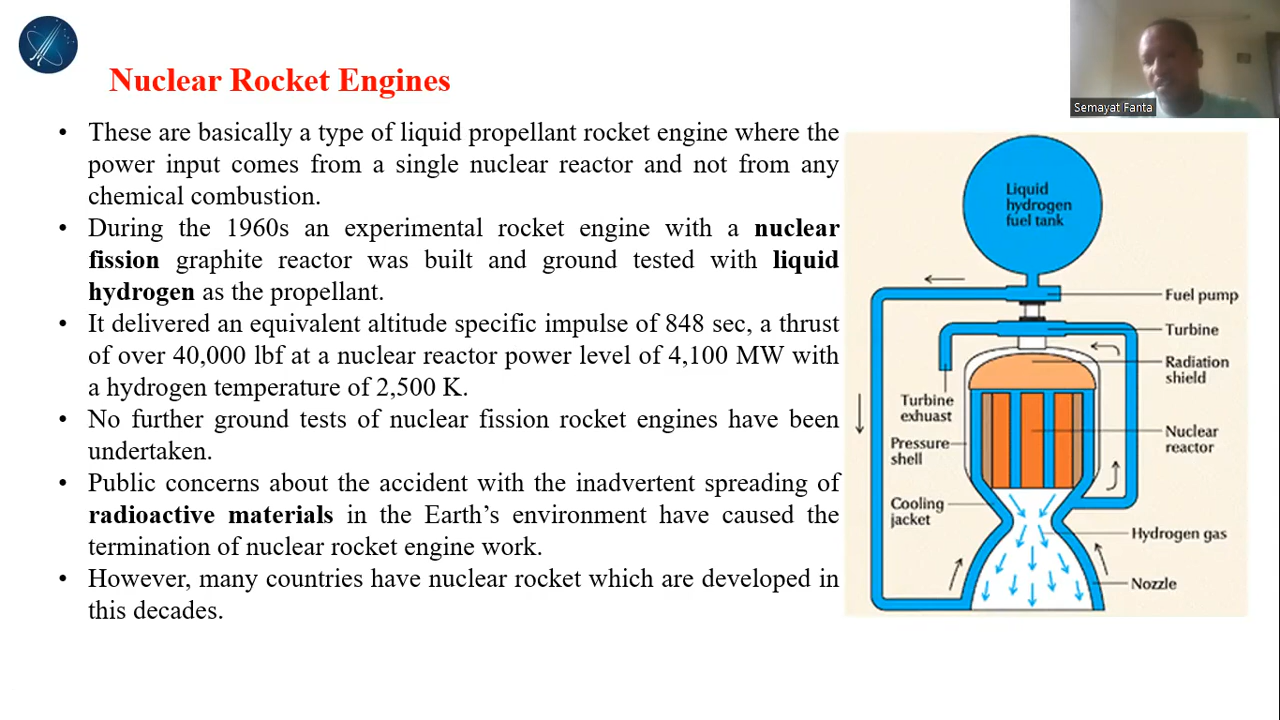 Nuclear Rocket Engines
Semayat Fanta
• These are basically a type of liquid propellant rocket engine where the
power input comes from a single nuclear reactor and not from any
chemical combustion.
• During the 1960s an experimental rocket engine with a nuclear
fission graphite reactor was built and ground tested with liquid
hydrogen as the propellant.
• It delivered an equivalent altitude specific impulse of 848 sec, a thrust
of over 40,000 lbf at a nuclear reactor power level of 4,100 MW with
a hydrogen temperature of 2,500 K.
• No further ground tests of nuclear fission rocket engines have been
undertaken.
• Public concerns about the accident with the inadvertent spreading of
radioactive materials in the Earth's environment have caused the
termination of nuclear rocket engine work.
• However, many countries have nuclear rocket which are developed in
this decades.
Liquid
hydrogen
fuel tank
Fuel pump
Turbine
Radiation
shield
Turbine
exhuast
Nuclear
reactor
Pressure
shell
Cooling
jacket
Hydrogen gas
Nozzle